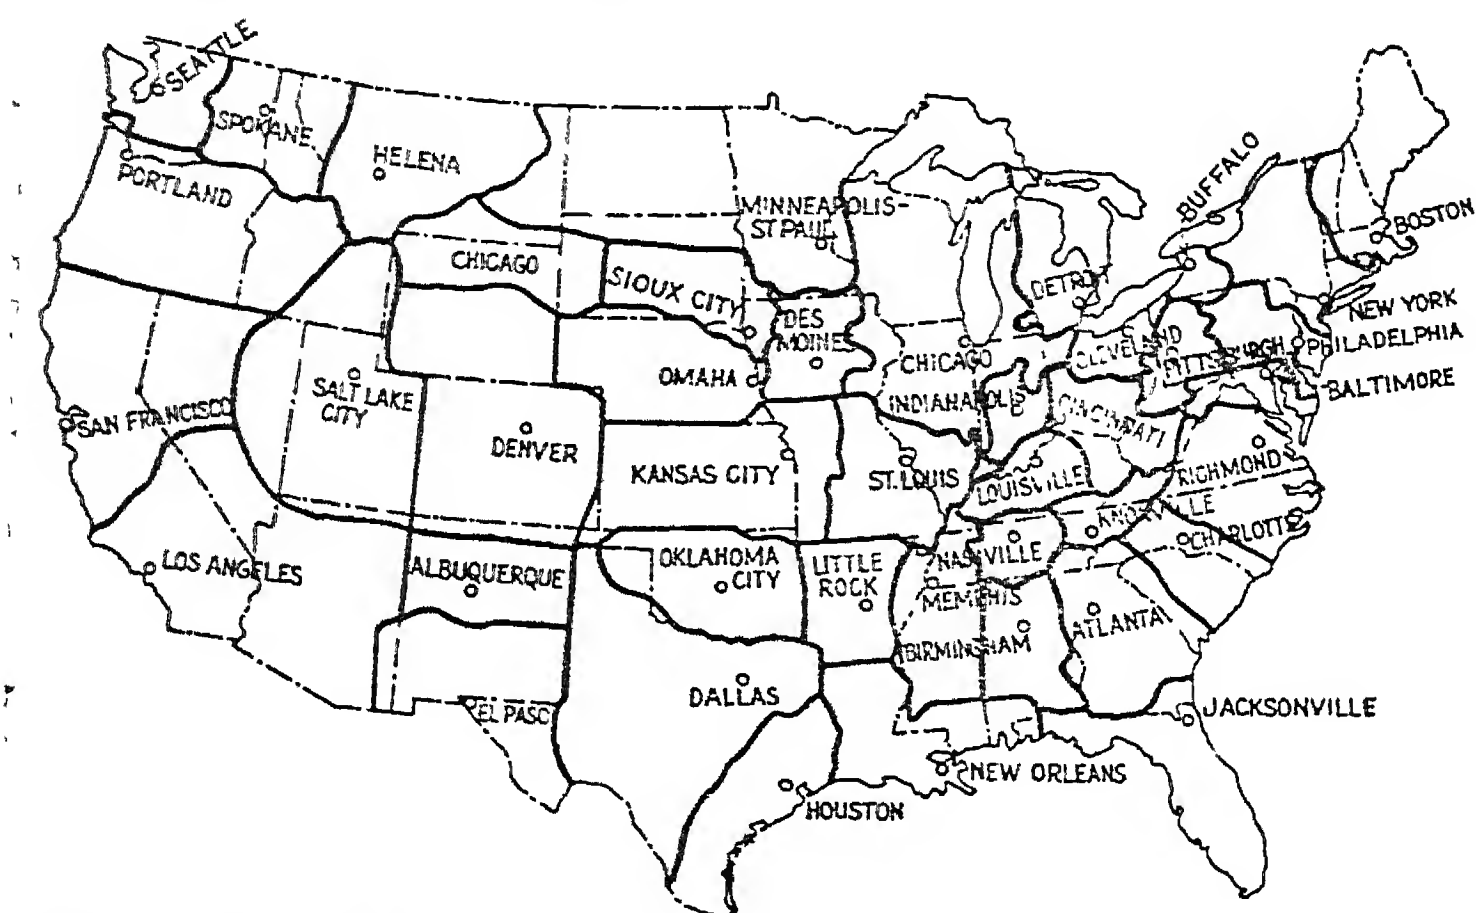 SEATTLE
SPOKANE
HELENA
PORTLAND
MINNEAPOLIS-
ST PAUL
BUFFALO
BOSTON
CHICAGO
SIOUX CITY
DETROIT
NEW YORK
DES
MOINES
CLEVELAND
PITTSBURGH
PHILADELPHIA
CHICAGO
OMAHA
SALT LAKE
CITY
INDIANAPOLIS
BALTIMORE
SAN FRANCISCO
CINCINNATI
DENVER
KANSAS CITY
ST. LOUIS
LOUISVILLE
RICHMOND
KNOXVILLE
CHARLOTTE
LOS ANGELES
ALBUQUERQUE
OKLAHOMA
CITY
LITTLE
ROCK
NASHVILLE
MEMPHIS
BIRMINGHAM
ATLANTA
DALLAS
EL PASO
JACKSONVILLE
NEW ORLEANS
HOUSTON